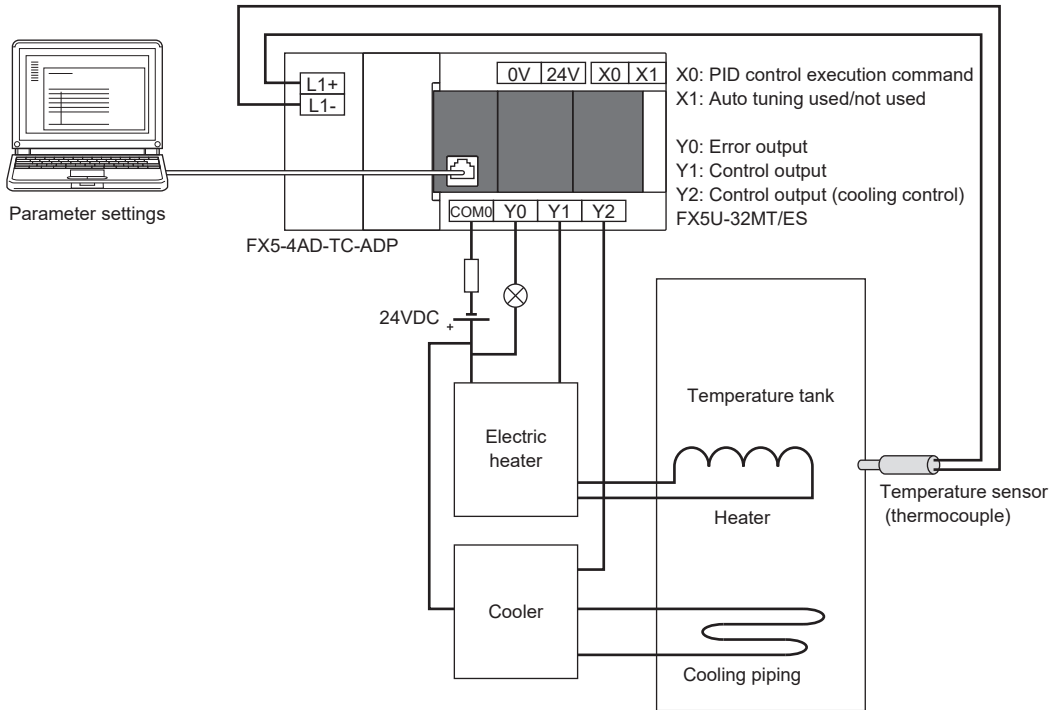 L1+
L1-
0V 24V X0 X1
X0: PID control execution command
X1: Auto tuning used/not used
Y0: Error output
Y1: Control output
Y2: Control output (cooling control)
FX5U-32MT/ES
COM0 Y0 Y1 Y2
Parameter settings
FX5-4AD-TC-ADP
24VDC
+
Electric
heater
Temperature tank
Heater
Temperature sensor
(thermocouple)
Cooler
Cooling piping